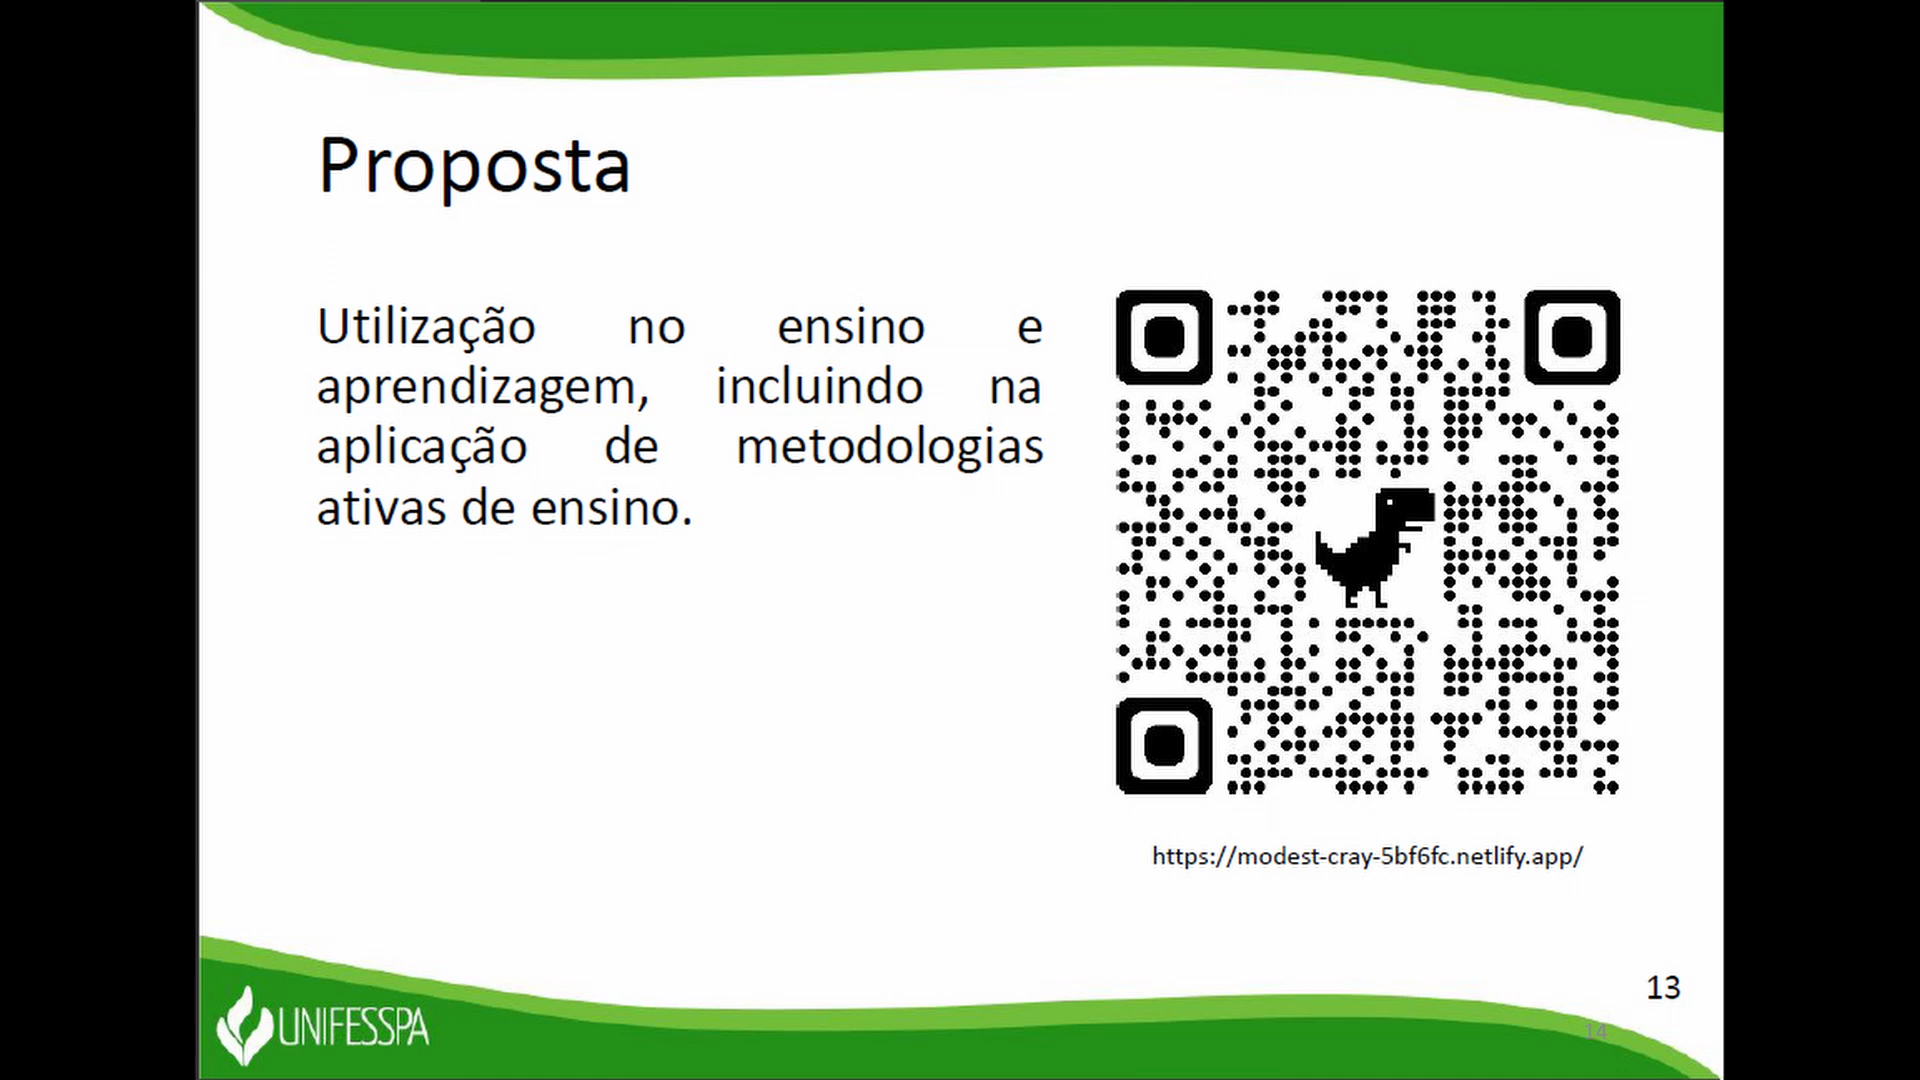 Proposta
Utilização no ensino e
aprendizagem, incluindo na
aplicação de metodologias
ativas de ensino.
https://modest-cray-5bf6fc.netlify.app/
13
14
UNIFESSPA